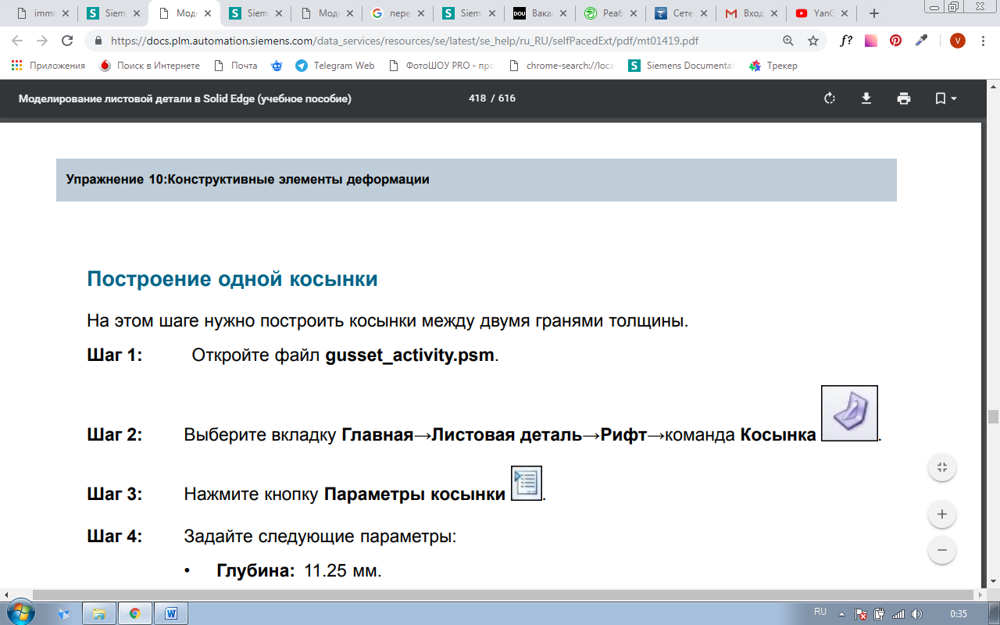 imm
Siem
Моде
Siem
Моде
пере
Siem
DOU Вака
Реаб
Сете
Вход
YanG
https://docs.plm.automation.siemens.com/data_services/resources/se/latest/se_help/ru_RU/selfPacedExt/pdf/mt01419.pdf
f?
V
Приложения
Поиск в Интернете
Почта
Telegram Web
ФотоШОУ PRO - про
chrome-search://loca
Siemens Documentat
Трекер
Моделирование листовой детали в Solid Edge (учебное пособие)
418 / 616
Упражнение 10:Конструктивные элементы деформации
Построение одной косынки
На этом шаге нужно построить косынки между двумя гранями толщины.
Шаг 1: Откройте файл gusset_activity.psm.
Шаг 2: Выберите вкладку Главная→Листовая деталь→Рифт→команда Косынка .
Шаг 3: Нажмите кнопку Параметры косынки .
Шаг 4: Задайте следующие параметры:
• Глубина: 11.25 мм.
RU
0:35